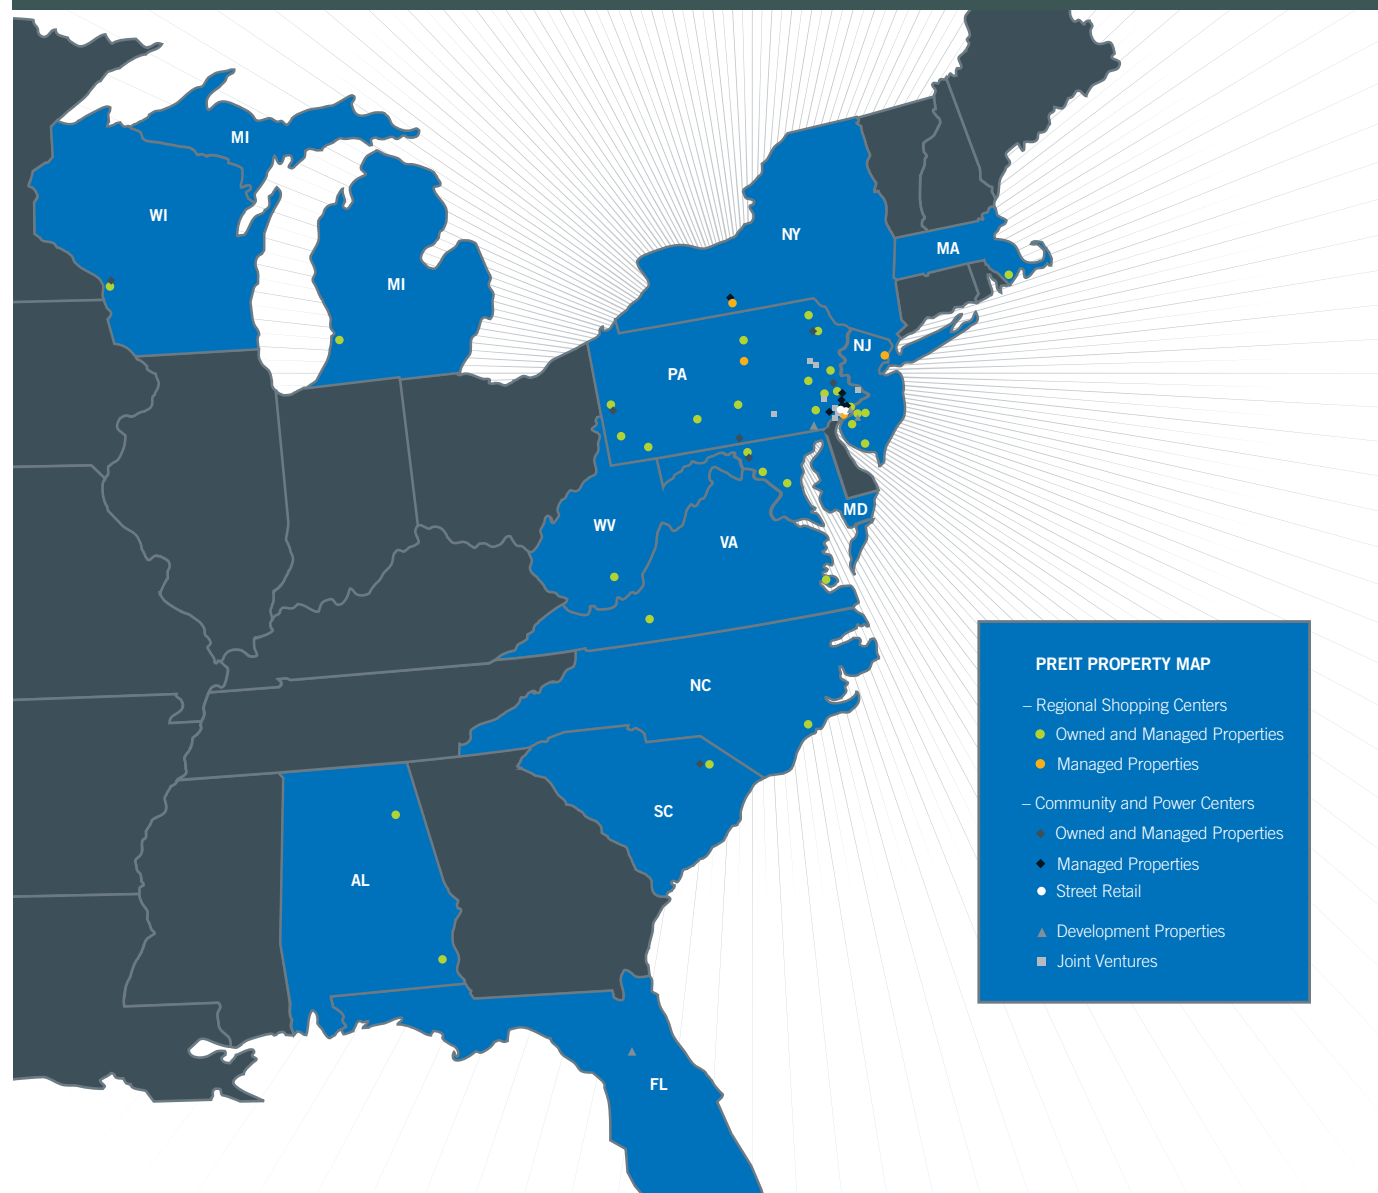 MI
WI
NY
MA
MI
NJ
PA
MD
WV
VA
NC
SC
AL
FL
PREIT PROPERTY MAP
– Regional Shopping Centers
Owned and Managed Properties
Managed Properties
– Community and Power Centers
Owned and Managed Properties
Managed Properties
Street Retail
Development Properties
Joint Ventures